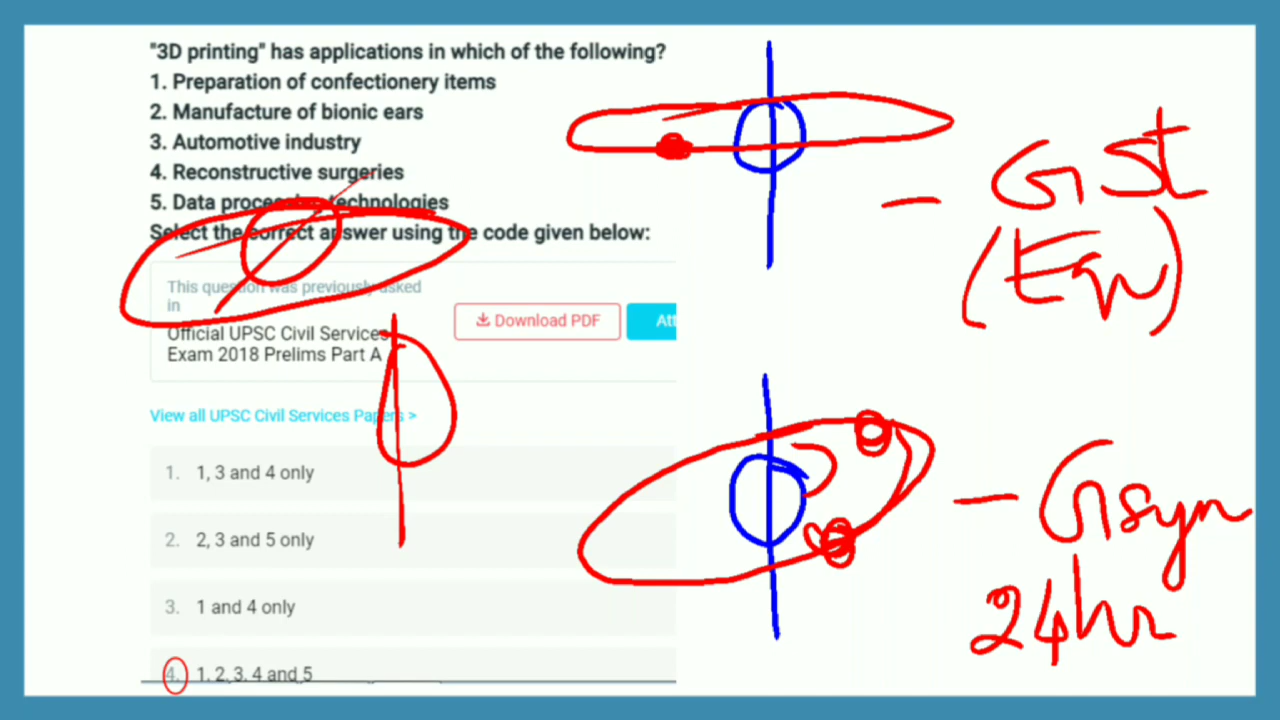 "3D printing" has applications in which of the following?
1. Preparation of confectionery items
2. Manufacture of bionic ears
3. Automotive industry
4. Reconstructive surgeries
5. Data processing technologies
Select the correct answer using the code given below:
This question was previously asked
in
Official UPSC Civil Services
Exam 2018 Prelims Part A
Download PDF
Att
View all UPSC Civil Services Papers >
1. 1, 3 and 4 only
2. 2, 3 and 5 only
3. 1 and 4 only
4. 1, 2, 3, 4 and 5
- GSt
(Eq)
- Gsyn
24hr